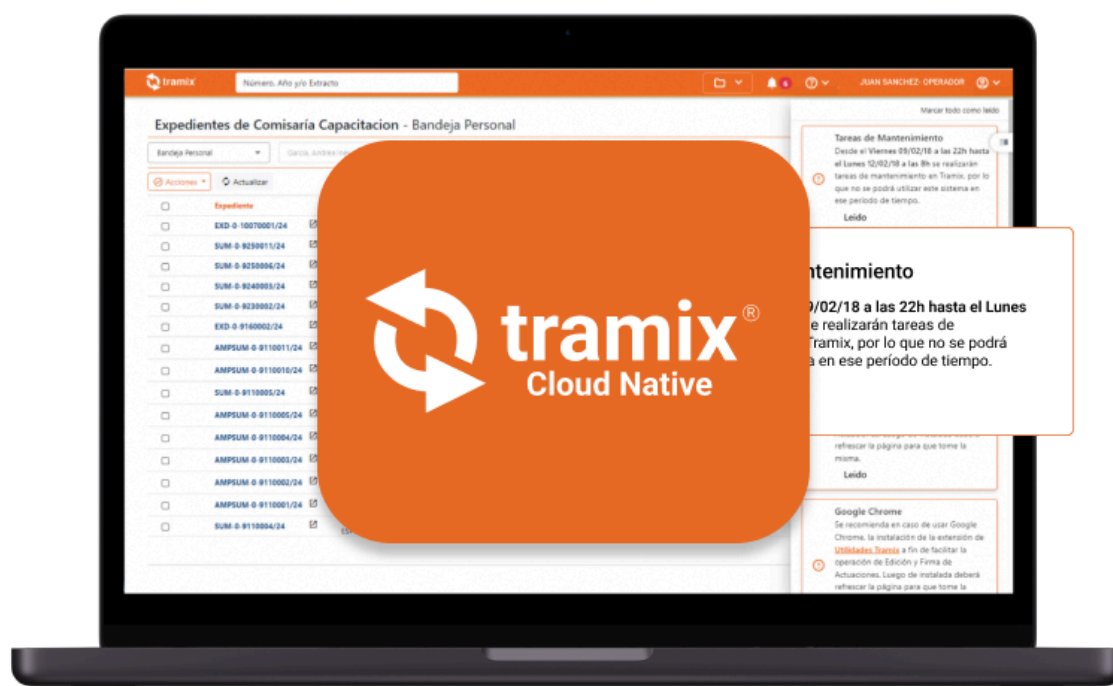 tramix
Número, Año y/o Extracto
6
JUAN SANCHEZ- OPERADOR
Marcar todo como leído
Expedientes de Comisaría Capacitacion - Bandeja Personal
Bandeja Personal
García, Andrea
Acciones
Actualizar
Expediente
EXD-0-10070001/24
SUM-0-9250011/24
SUM-0-9250006/24
SUM-0-9240003/24
SUM-0-9230002/24
EXD-0-9160002/24
AMPSUM-0-9110011/24
AMPSUM-0-9110010/24
SUM-0-9110005/24
AMPSUM-0-9110005/24
AMPSUM-0-9110004/24
AMPSUM-0-9110003/24
AMPSUM-0-9110002/24
AMPSUM-0-9110001/24
SUM-0-9110004/24
tramix®
Cloud Native
Tareas de Mantenimiento
Desde el Viernes 09/02/18 a las 22h hasta
el Lunes 12/02/18 a las 8h se realizarán
tareas de mantenimiento en Tramix, por lo
que no se podrá utilizar este sistema en
ese período de tiempo.
Leido
ntenimiento
9/02/18 a las 22h hasta el Lunes
e realizarán tareas de
Tramix, por lo que no se podrá
a en ese período de tiempo.
refrescar la página para que tome la
misma.
Leido
Google Chrome
Se recomienda en caso de usar Google
Chrome, la instalación de la extensión de
Utilidades Tramix a fin de facilitar la
operación de Edición y Firma de
Actuaciones. Luego de instalada deberá
refrescar la página para que tome la